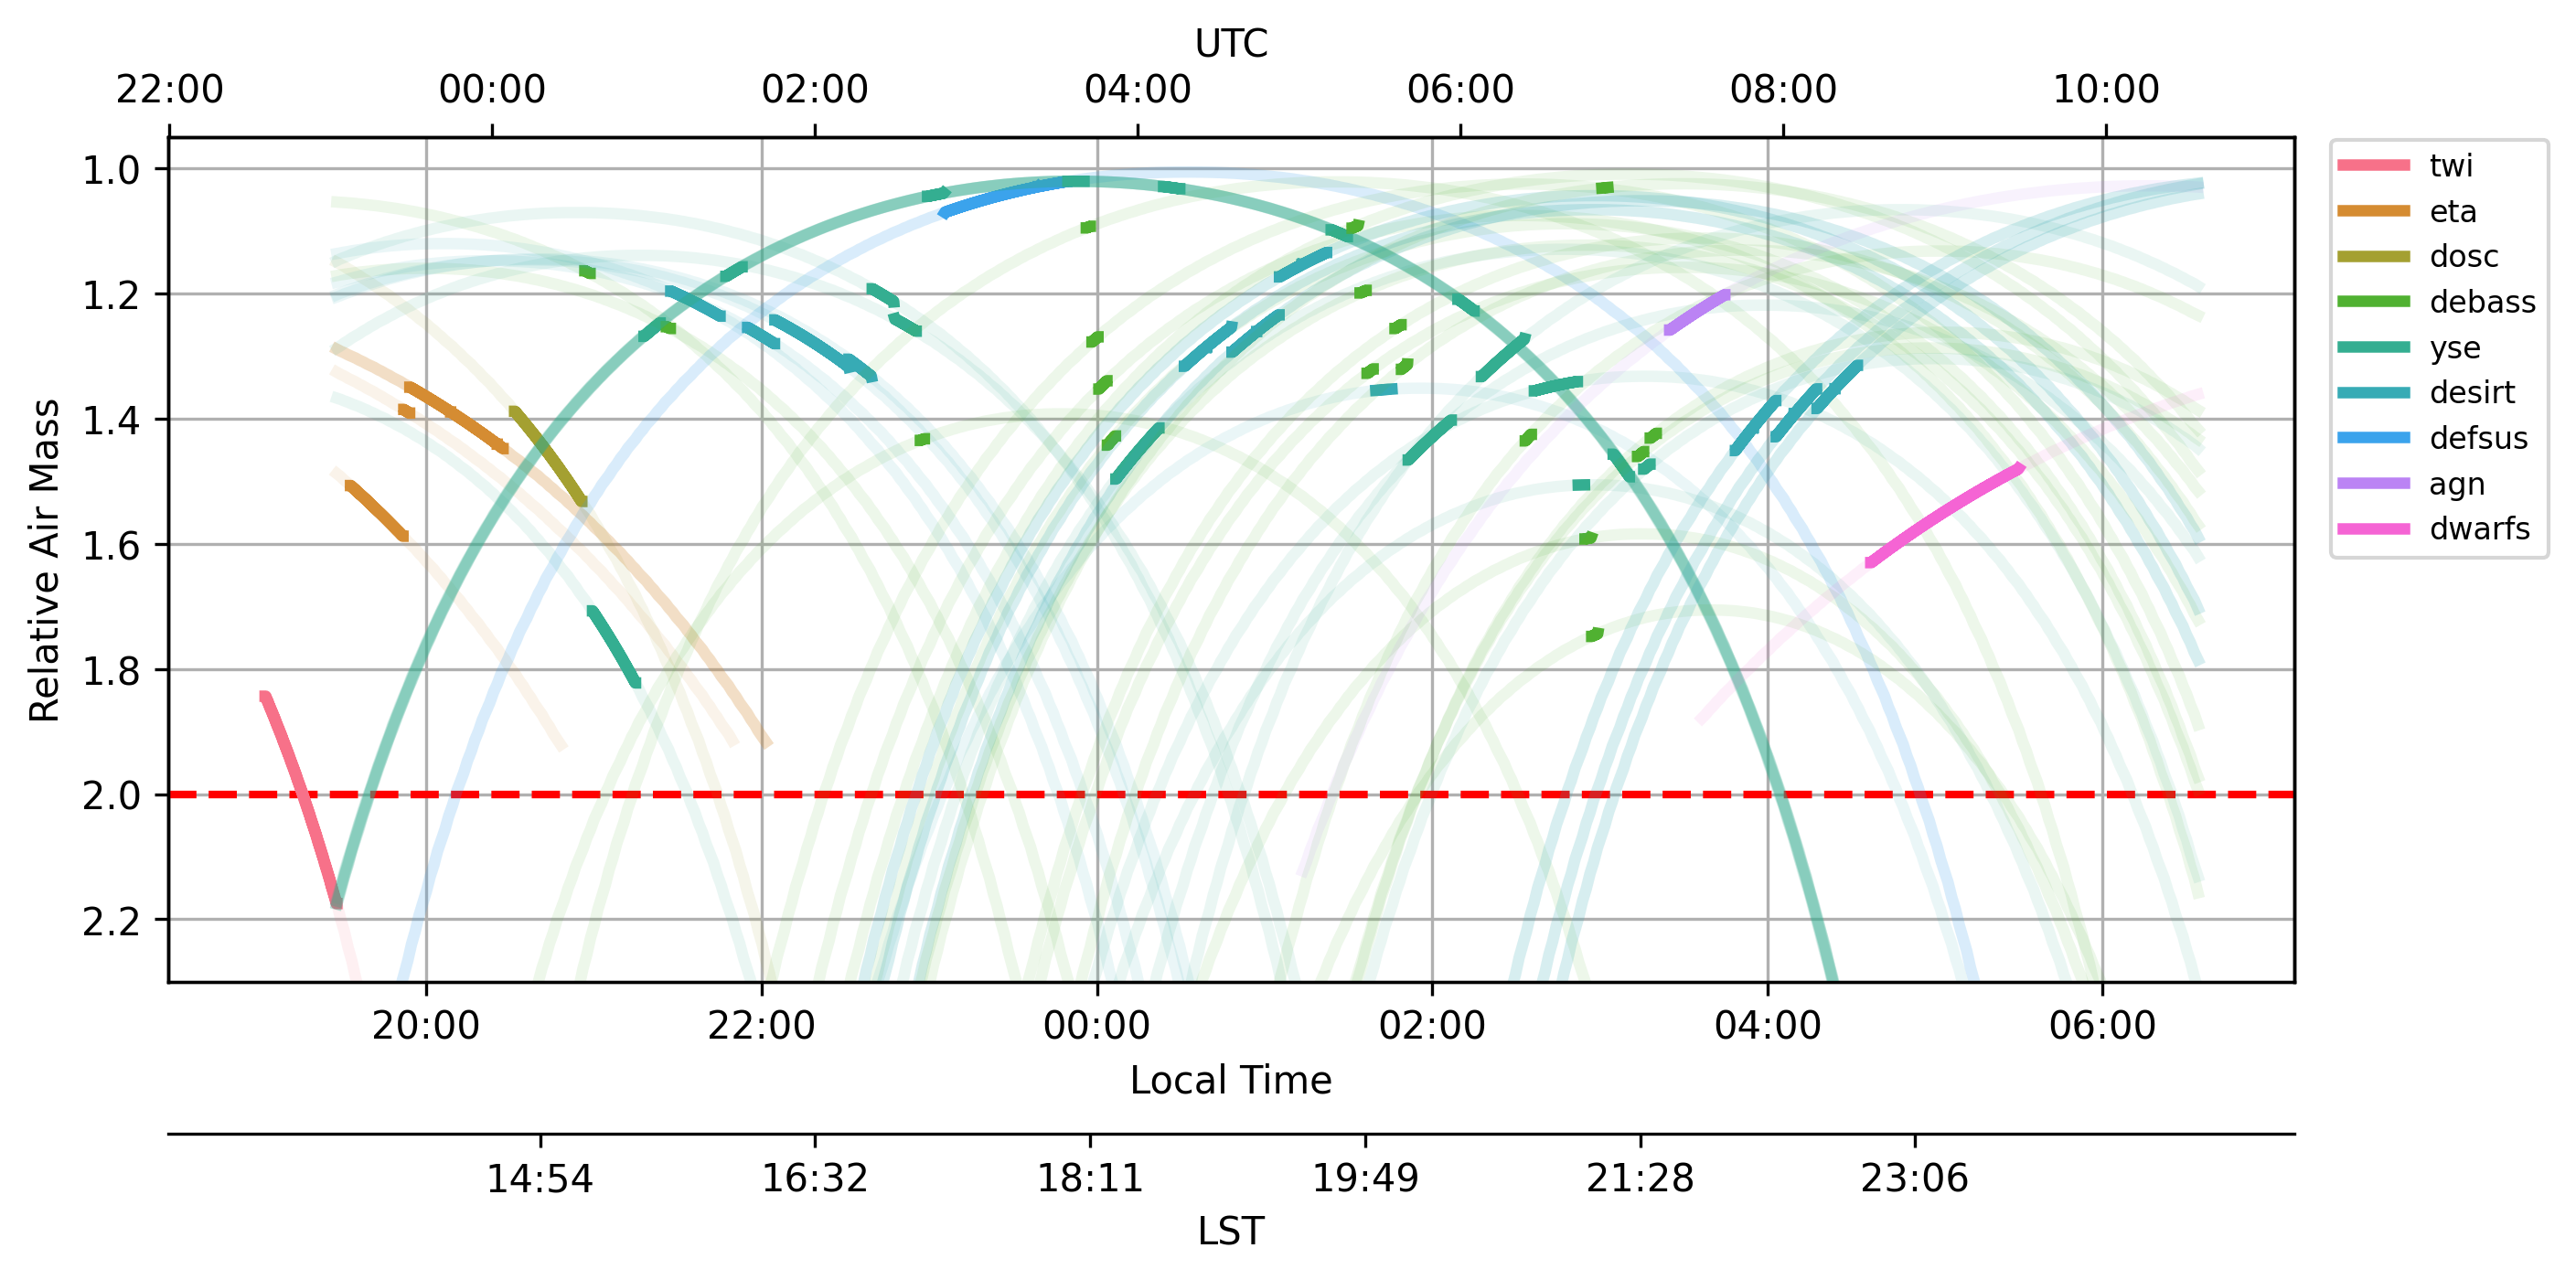 UTC
22:00 00:00 02:00 04:00 06:00 08:00 10:00
Relative Air Mass
1.0
1.2
1.4
1.6
1.8
2.0
2.2
twi
eta
dosc
debass
yse
desirt
defsus
agn
dwarfs
20:00 22:00 00:00 02:00 04:00 06:00
Local Time
14:54 16:32 18:11 19:49 21:28 23:06
LST